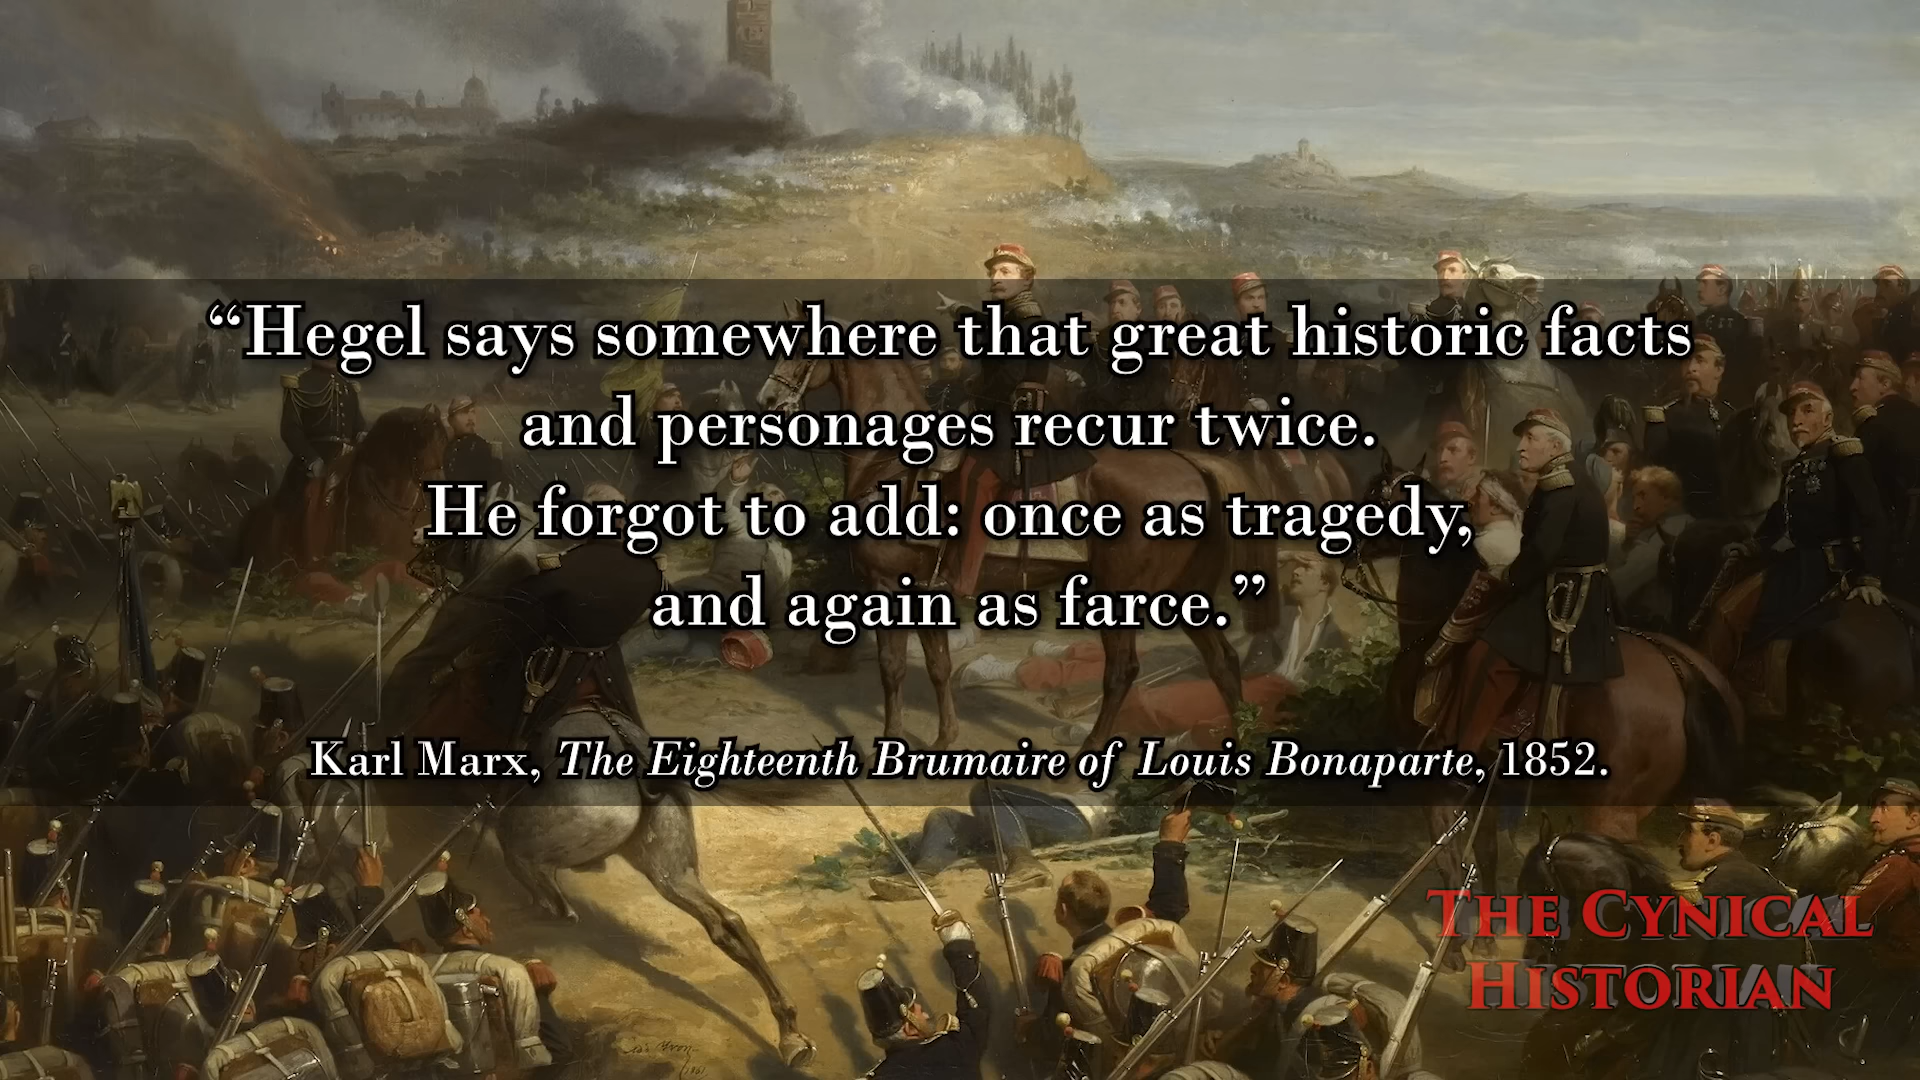 “Hegel says somewhere that great historic facts
and personages recur twice.
He forgot to add: once as tragedy,
and again as farce.”
Karl Marx, The Eighteenth Brumaire of Louis Bonaparte, 1852.
THE CYNICAL
HISTORIAN